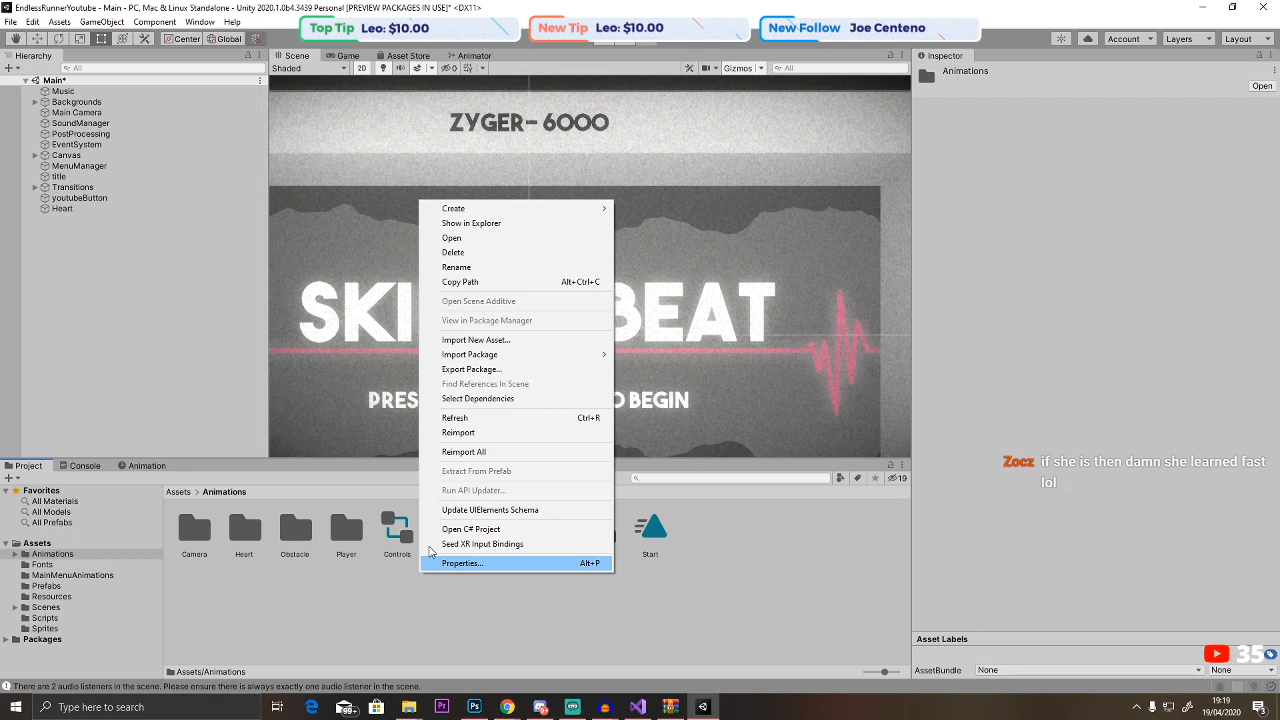 EndlessRunner-Youtube - Main - PC, Mac & Linux Standalone - Unity 2020.1.0b4.3439 Personal [PREVIEW PACKAGES IN USE]* <DX11>
Top Tip Leo: $10.00
New Tip Leo: $10.00
New Follow Joe Centeno
File Edit
Center Global
Account Layers Layout
Hierarchy
Scene Game Asset Store Animator
Inspector
All
Shaded 2D 0 Gizmos All
Animations
Open
Main*
Music
Backgrounds
Main Camera
SoundManager
PostProcessing
EventSystem
Canvas
MenuManager
title
Transitions
youtubeButton
Heart
ZYGER-6000
SKI BEAT
PRES O BEGIN
Create
Show in Explorer
Open
Delete
Rename
Copy Path Alt+Ctrl+C
Open Scene Additive
View in Package Manager
Import New Asset...
Import Package
Export Package...
Find References In Scene
Select Dependencies
Refresh Ctrl+R
Reimport
Reimport All
Extract From Prefab
Run API Updater...
Update UIElements Schema
Open C# Project
Seed XR Input Bindings
Properties... Alt+P
Zocz if she is then damn she learned fast
lol
Project Console Animation
19
Favorites
All Materials
All Models
All Prefabs
Assets
Animations
Fonts
MainMenuAnimations
Prefabs
Resources
Scenes
Scripts
Sprites
Packages
Assets > Animations
Camera Heart Obstacle Player Controls Start
Assets/Animations
Asset Labels
AssetBundle None None
35
There are 2 audio listeners in the scene. Please ensure there is always exactly one audio listener in the scene.
Type here to search
19:19
19/04/2020